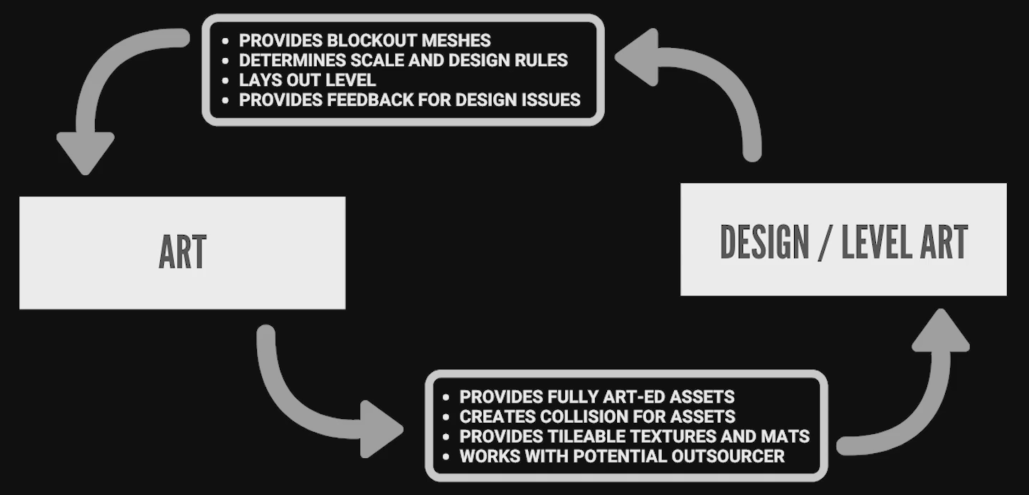 • PROVIDES BLOCKOUT MESHES
• DETERMINES SCALE AND DESIGN RULES
• LAYS OUT LEVEL
• PROVIDES FEEDBACK FOR DESIGN ISSUES
ART
DESIGN / LEVEL ART
• PROVIDES FULLY ART-ED ASSETS
• CREATES COLLISION FOR ASSETS
• PROVIDES TILEABLE TEXTURES AND MATS
• WORKS WITH POTENTIAL OUTSOURCER